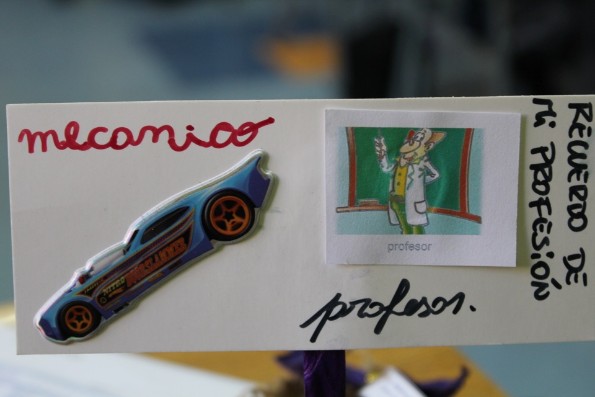 mecanico
profesor
profesor.
RECUERDO DE
Mi PROFESIÓN